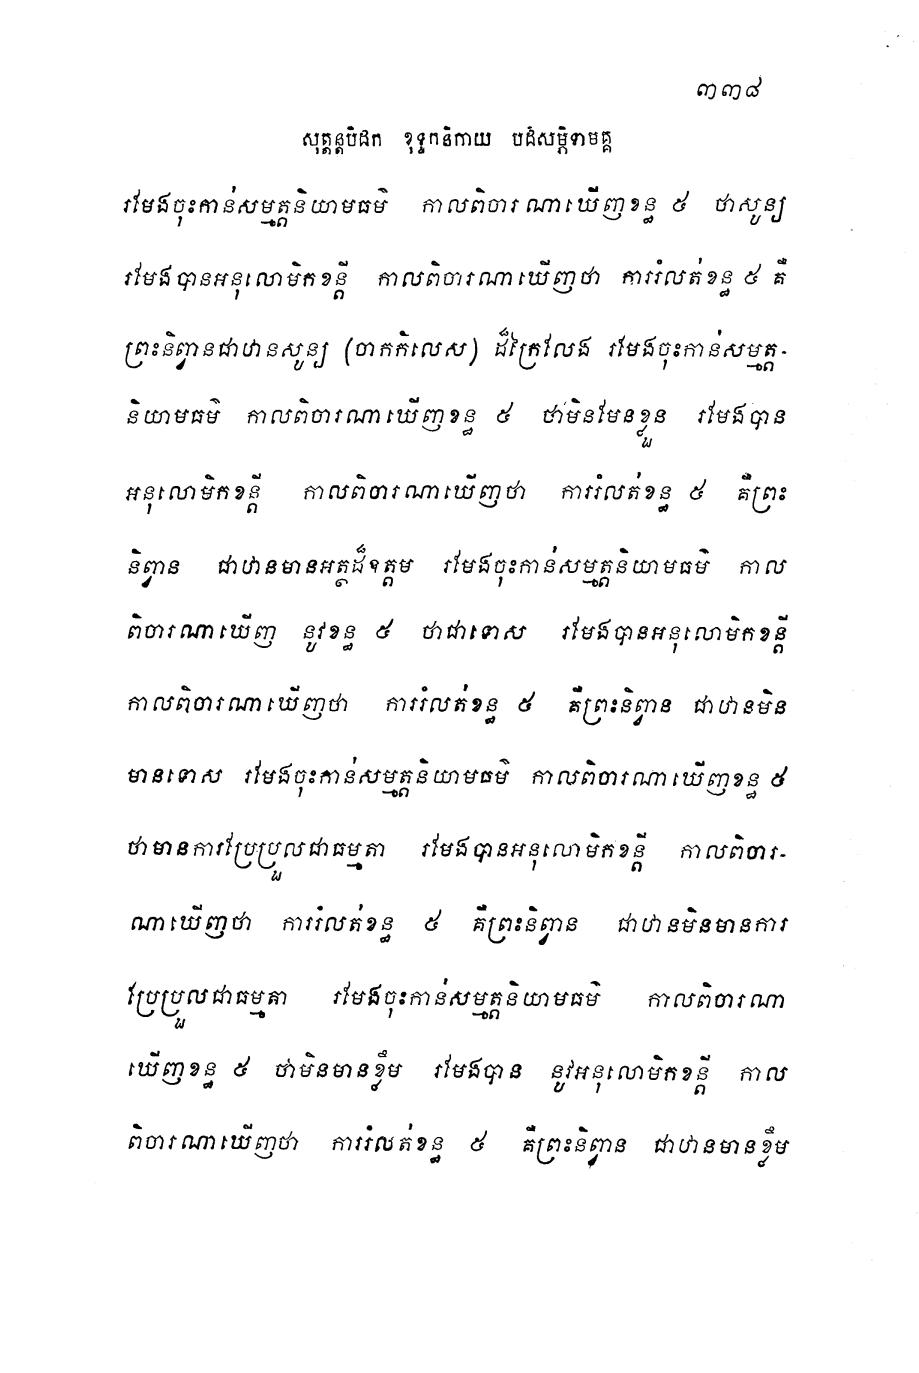 ៣៣៨
សុត្តន្តបិដក ខុទ្ទកនិកាយ បដិសម្ភិទាមគ្គ
រមែងចុះកាន់សម្មត្តនិយាមធម៌ កាលពិចារណាឃើញខន្ធ ៥ ថាសូន្យ
រមែងបានអនុលោមិកខន្តី កាលពិចារណាឃើញថា ការរំលត់ខន្ធ ៥ គឺ
ព្រះនិព្វានជាឋានសូន្យ (ចាកកិលេស) ដ៏ក្រៃលែង រមែងចុះកាន់សម្មត្ត-
និយាមធម៌ កាលពិចារណាឃើញខន្ធ ៥ ថាមិនមែនខ្លួន រមែងបាន
អនុលោមិកខន្តី កាលពិចារណាឃើញថា ការរំលត់ខន្ធ ៥ គឺព្រះ
និព្វាន ជាឋានមានអត្ថដ៏ឧត្តម រមែងចុះកាន់សម្មត្តនិយាមធម៌ កាល
ពិចារណាឃើញ នូវខន្ធ ៥ ថាជាទោស រមែងបានអនុលោមិកខន្តី
កាលពិចារណាឃើញថា ការរំលត់ខន្ធ ៥ គឺព្រះនិព្វាន ជាឋានមិន
មានទោស រមែងចុះកាន់សម្មត្តនិយាមធម៌ កាលពិចារណាឃើញខន្ធ ៥
ថាមានការប្រែប្រួលជាធម្មតា រមែងបានអនុលោមិកខន្តី កាលពិចារ-
ណាឃើញថា ការរំលត់ខន្ធ ៥ គឺព្រះនិព្វាន ជាឋានមិនមានការ
ប្រែប្រួលជាធម្មតា រមែងចុះកាន់សម្មត្តនិយាមធម៌ កាលពិចារណា
ឃើញខន្ធ ៥ ថាមិនមានខ្លឹម រមែងបាន នូវអនុលោមិកខន្តី កាល
ពិចារណាឃើញថា ការរំលត់ខន្ធ ៥ គឺព្រះនិព្វាន ជាឋានមានខ្លឹម